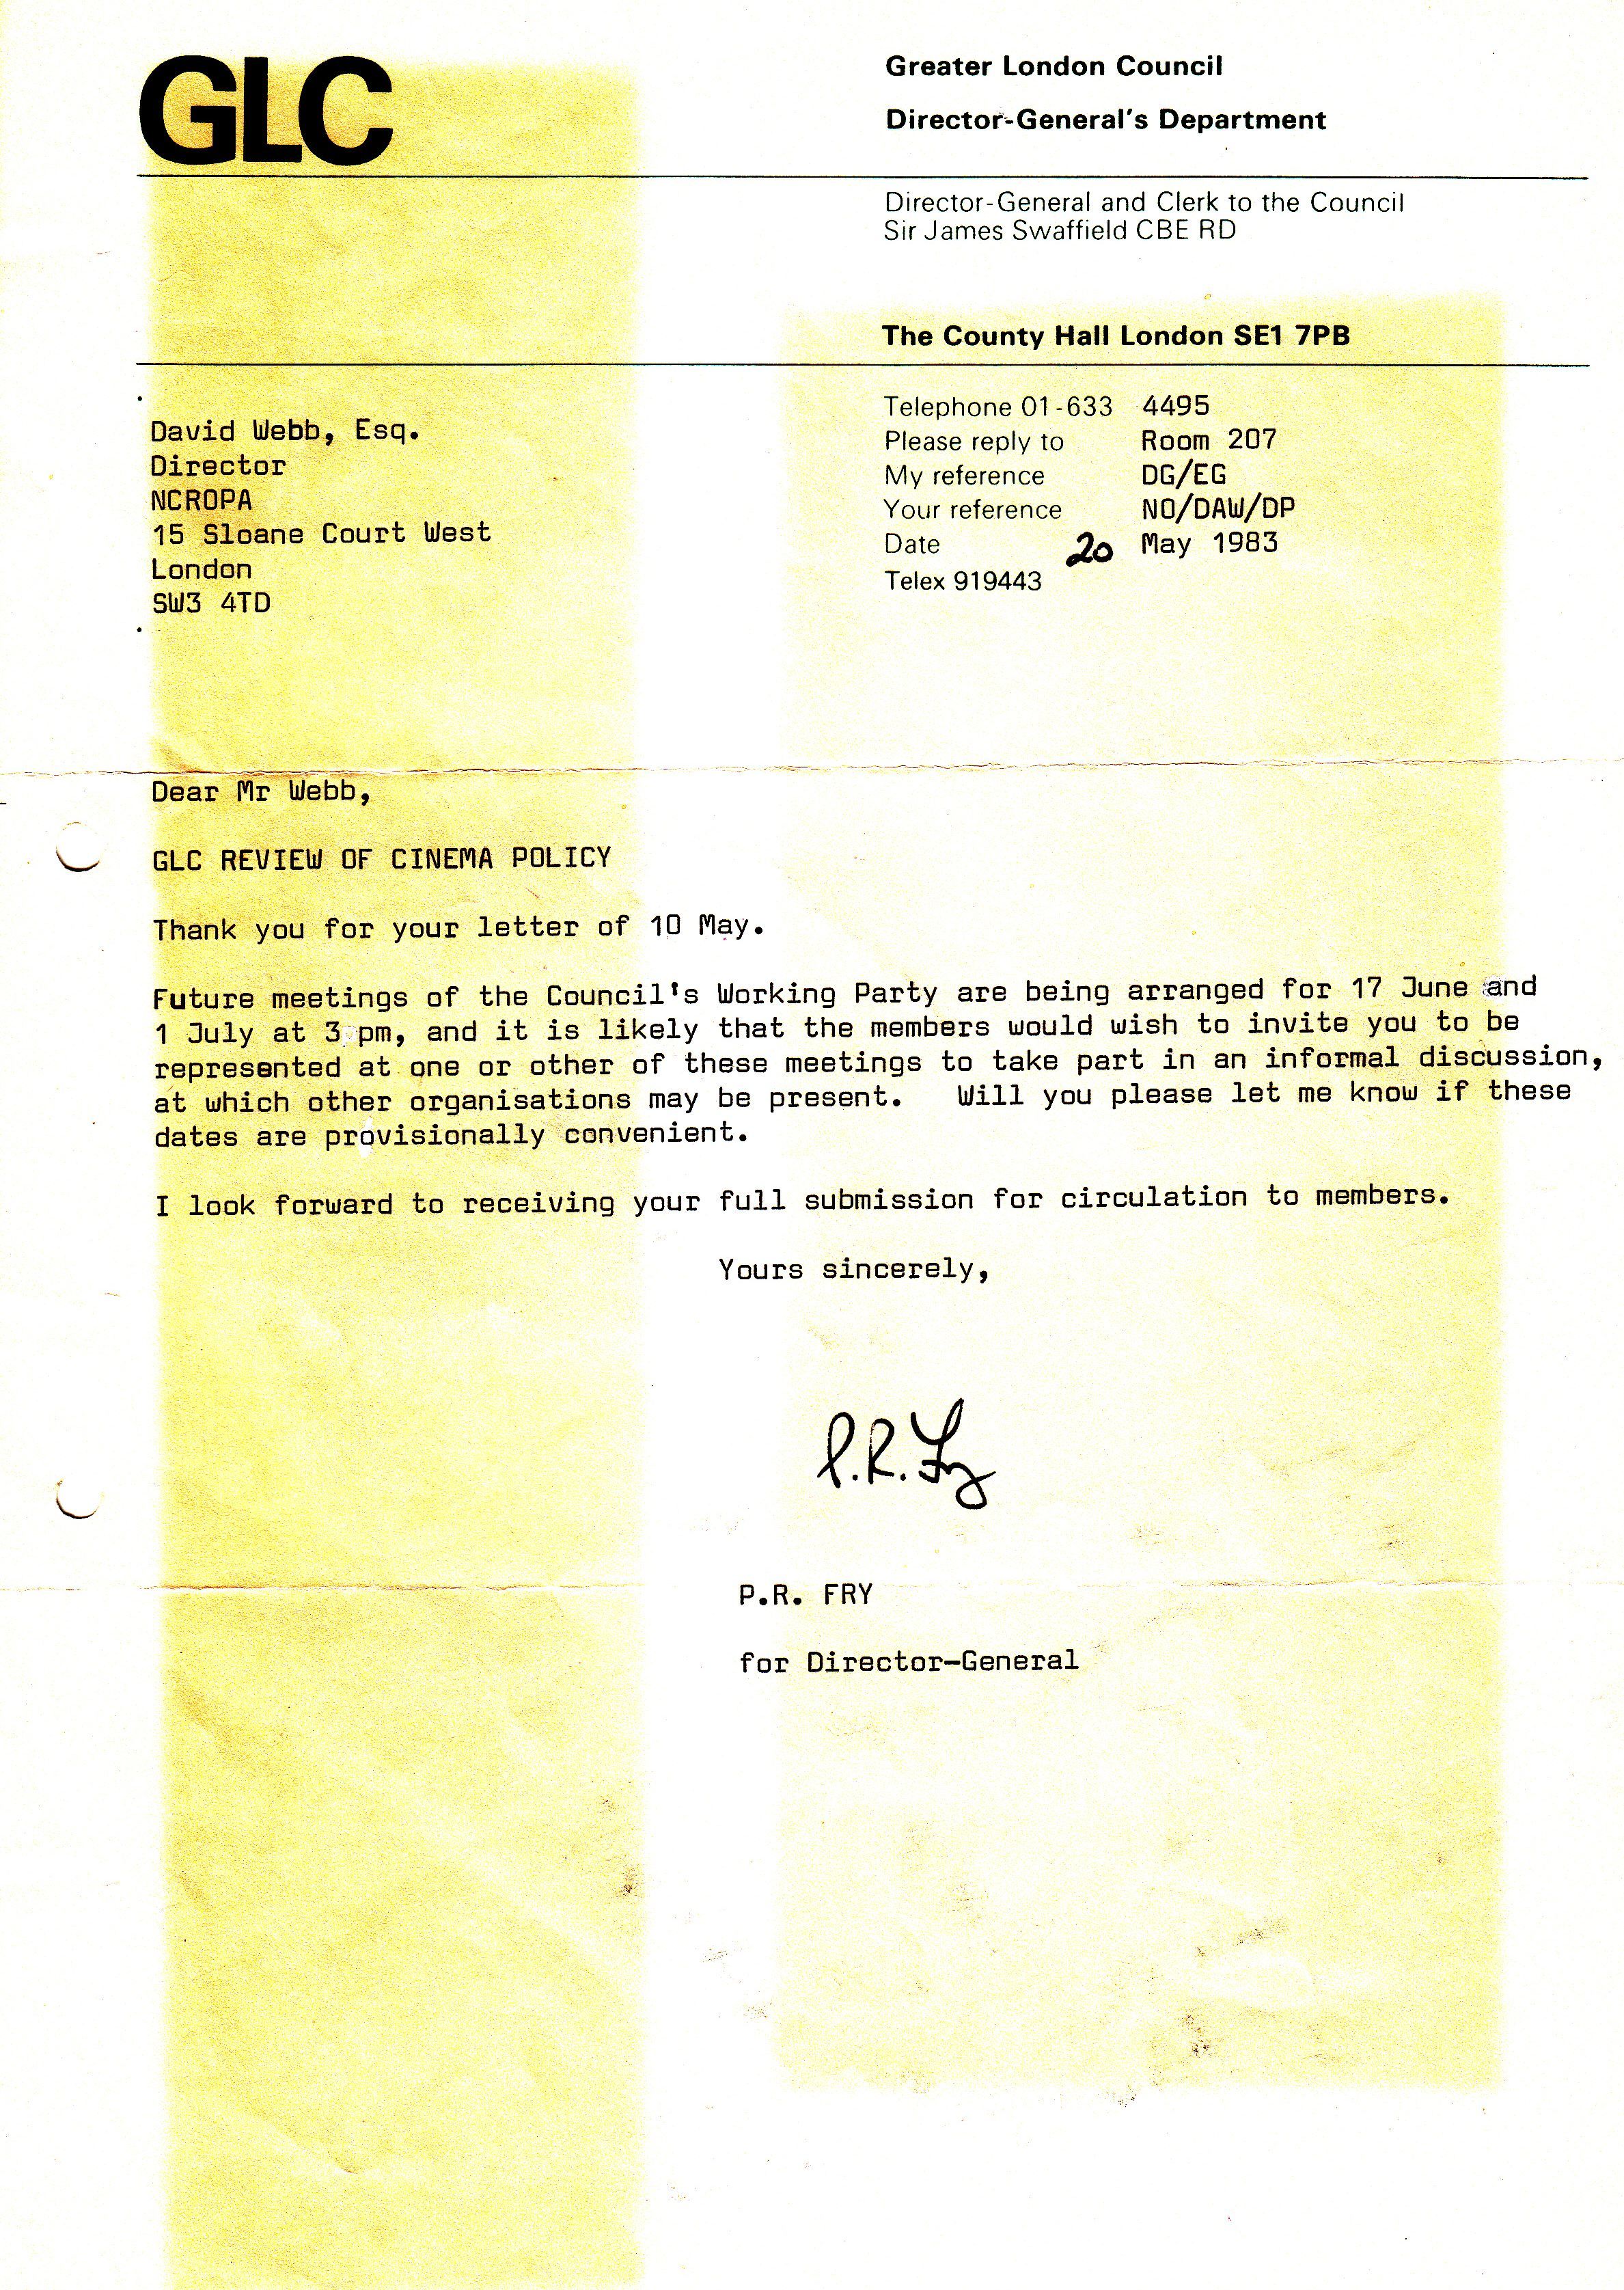 GLC
Greater London Council
Director-General's Department
Director-General and Clerk to the Council
Sir James Swaffield CBE RD
The County Hall London SE1 7PB
David Webb, Esq.
Director
NCROPA
15 Sloane Court West
London
SW3 4TD
Telephone 01-633 4495
Please reply to Room 207
My reference DG/EG
Your reference NO/DAW/DP
Date 20 May 1983
Telex 919443
Dear Mr Webb,
GLC REVIEW OF CINEMA POLICY
Thank you for your letter of 10 May.
Future meetings of the Council's Working Party are being arranged for 17 June and
1 July at 3 pm, and it is likely that the members would wish to invite you to be
represented at one or other of these meetings to take part in an informal discussion,
at which other organisations may be present. Will you please let me know if these
dates are provisionally convenient.
I look forward to receiving your full submission for circulation to members.
Yours sincerely,
P.R. Fry
P.R. FRY
for Director-General